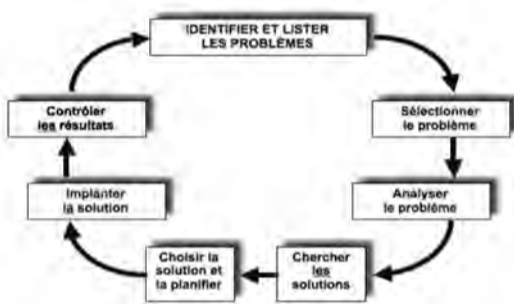 IDENTIFIER ET LISTER
LES PROBLÈMES
Sélectionner
le problème
Analyser
le problème
Chercher
les
solutions
Choisir la
solution et
la planifier
Implanter
la solution
Contrôler
les résultats